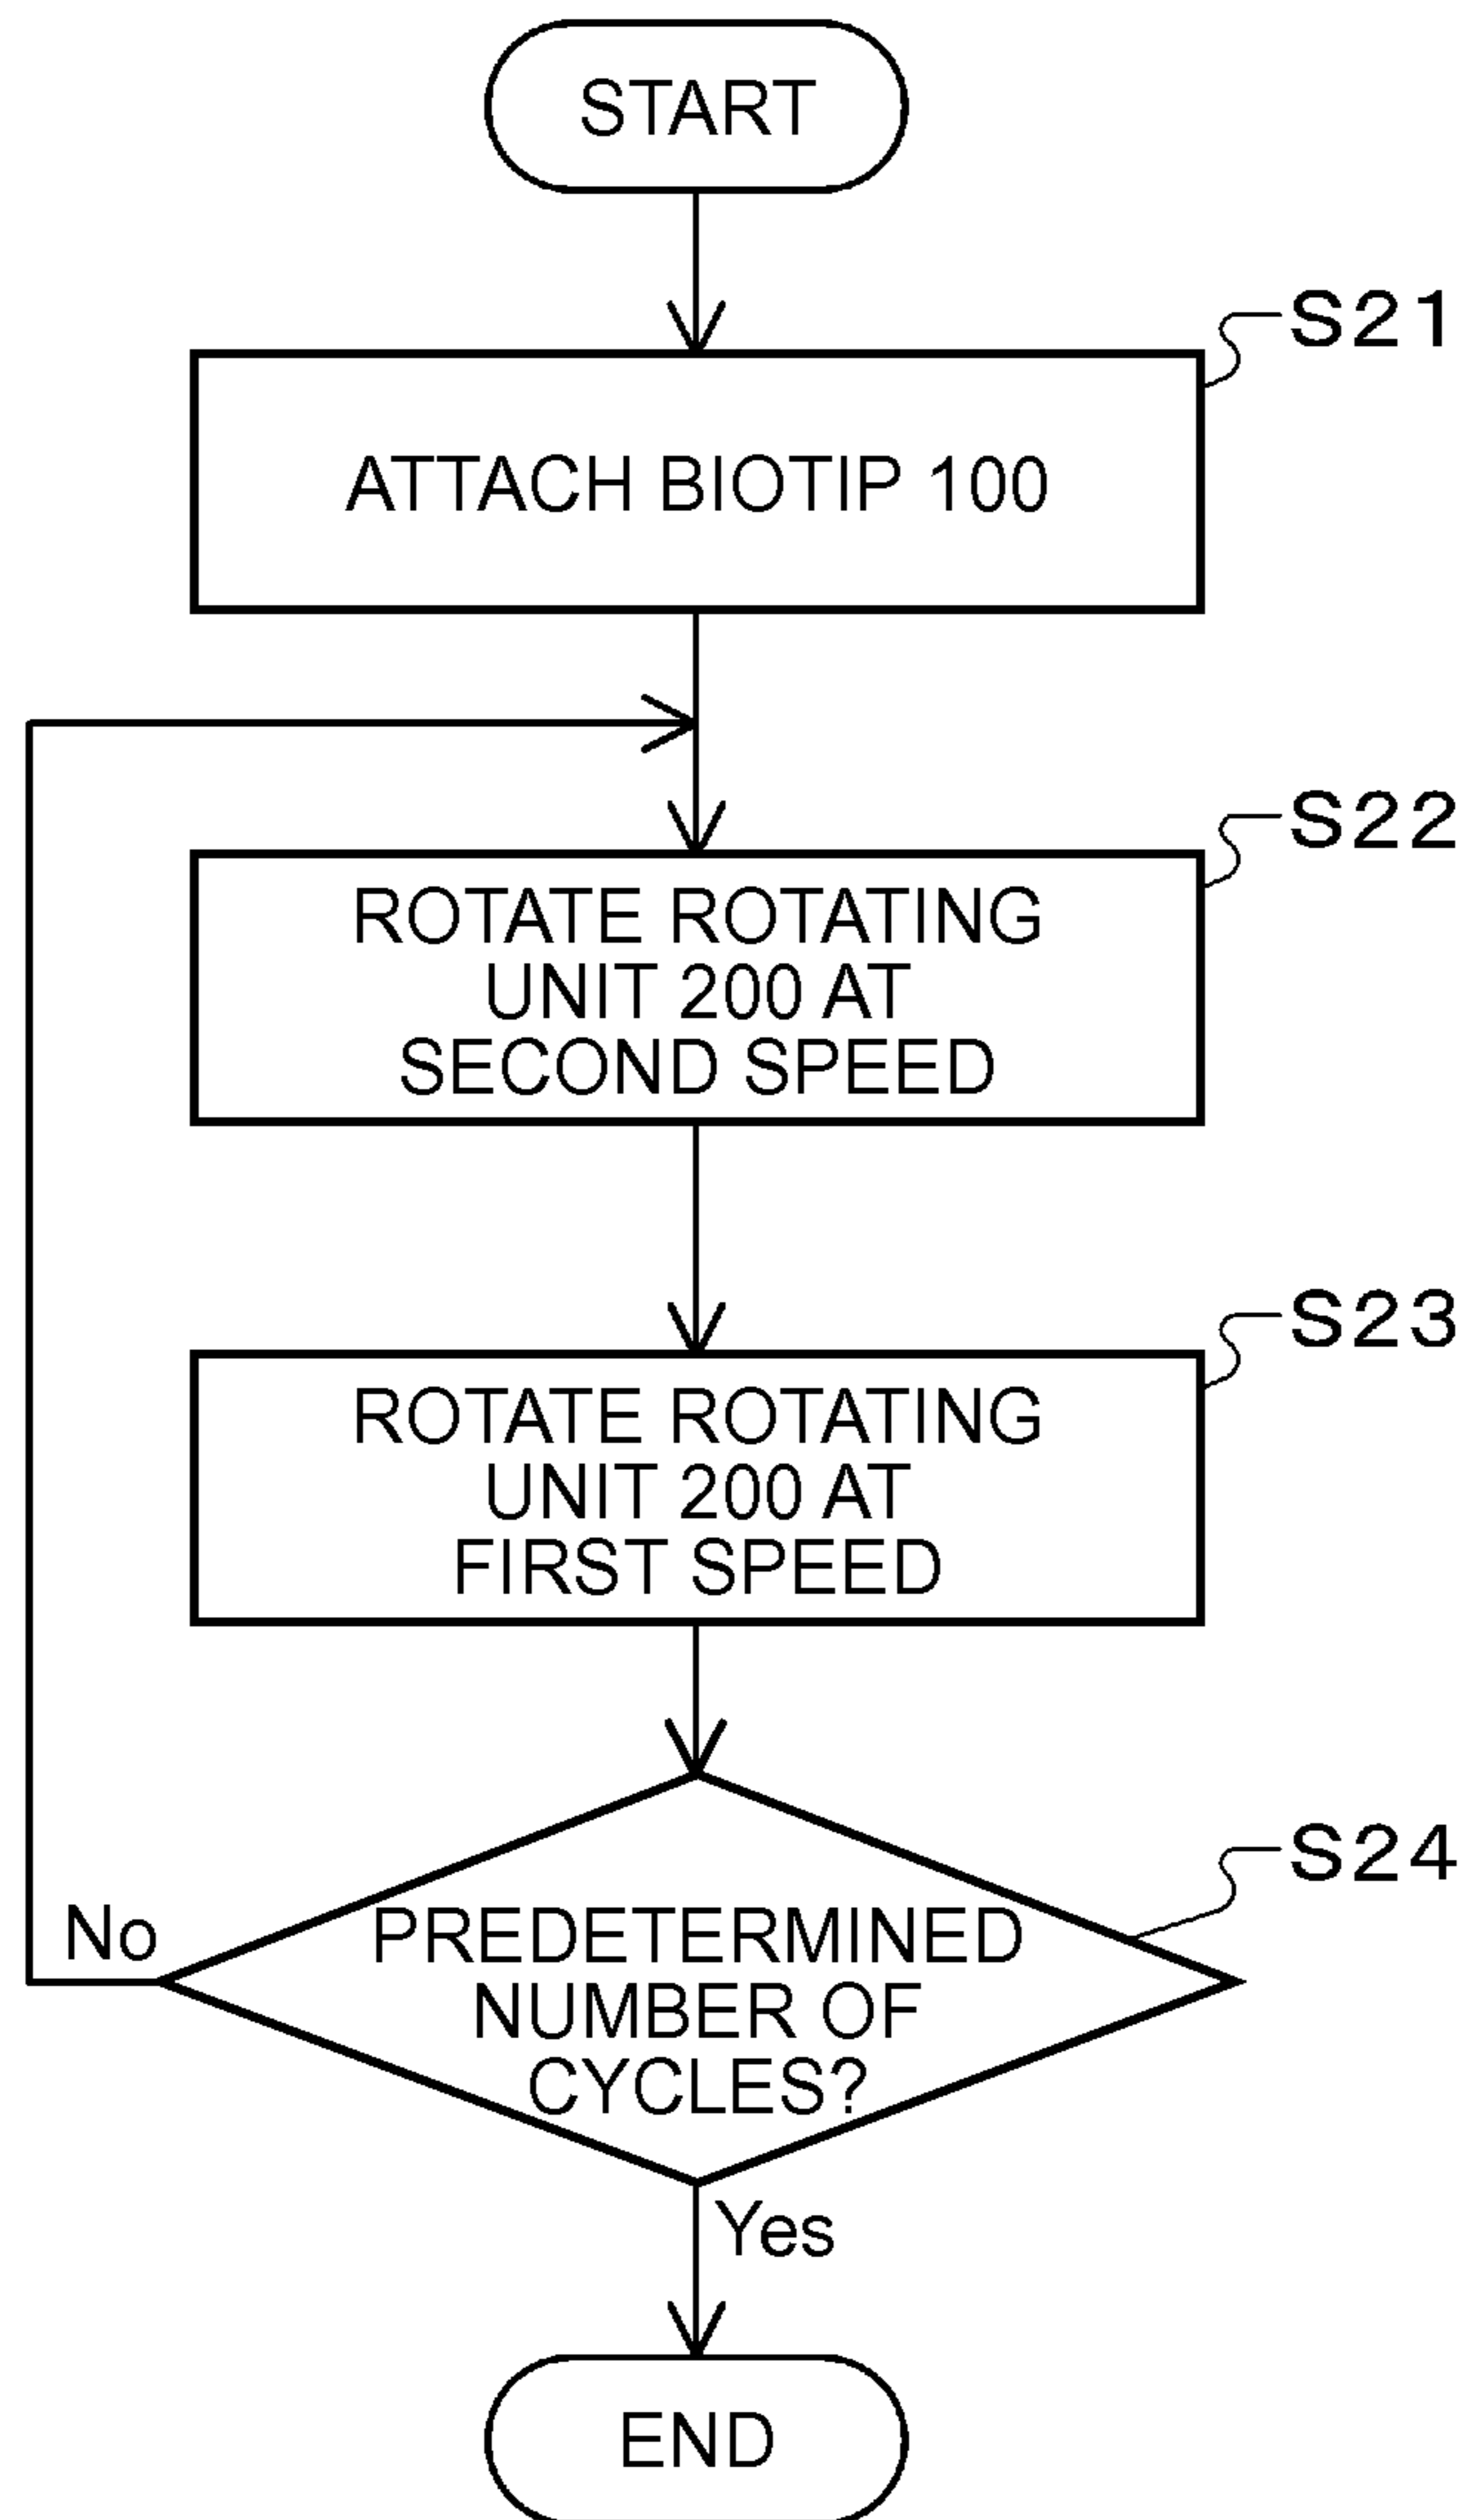 START
S21
ATTACH BIOTIP 100
S22
ROTATE ROTATING
UNIT 200 AT
SECOND SPEED
S23
ROTATE ROTATING
UNIT 200 AT
FIRST SPEED
S24
No
PREDETERMINED
NUMBER OF
CYCLES?
Yes
END